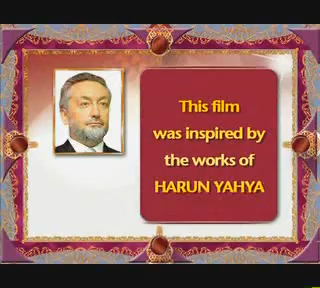 This film
was inspired by
the works of
HARUN YAHYA